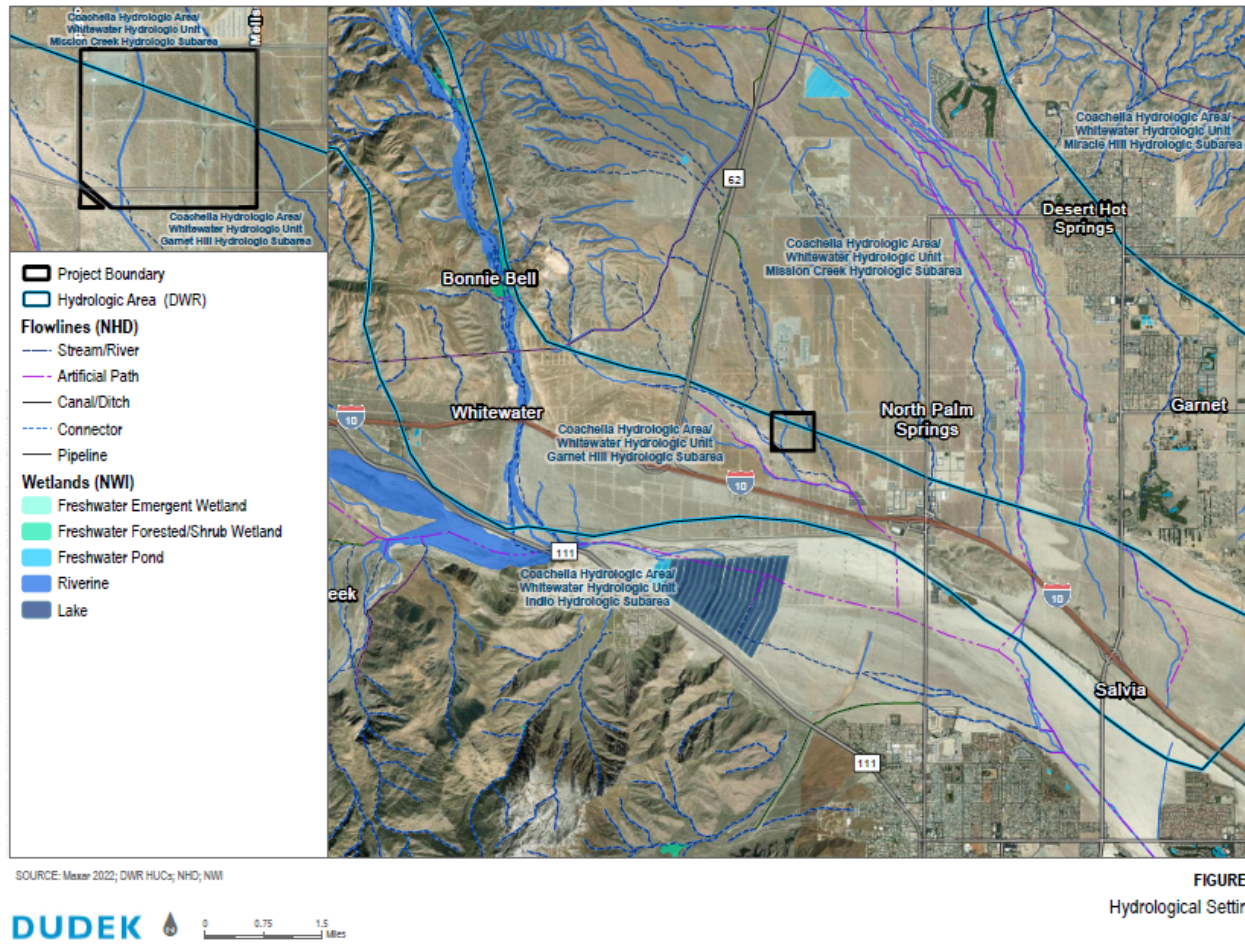 Coachella Hydrologic Area/
Whitewater Hydrologic Unit
Mission Creek Hydrologic Subarea
Coachella Hydrologic Area/
Whitewater Hydrologic Unit
Garnet Hill Hydrologic Subarea
Project Boundary
Hydrologic Area (DWR)
Flowlines (NHD)
Stream/River
Artificial Path
Canal/Ditch
Connector
Pipeline
Wetlands (NWI)
Freshwater Emergent Wetland
Freshwater Forested/Shrub Wetland
Freshwater Pond
Riverine
Lake
Coachella Hydrologic Area/
Whitewater Hydrologic Unit
Miracle Hill Hydrologic Subarea
62
Desert Hot
Springs
Coachella Hydrologic Area/
Whitewater Hydrologic Unit
Mission Creek Hydrologic Subarea
Bonnie Bell
10
Whitewater
North Palm
Springs
Garnet
Coachella Hydrologic Area/
Whitewater Hydrologic Unit
Garnet Hill Hydrologic Subarea
10
111
Coachella Hydrologic Area/
Whitewater Hydrologic Unit
Indio Hydrologic Subarea
eek
10
Salvia
111
SOURCE: Maxar 2022; DWR HUCs; NHD; NWI
FIGURE
Hydrological Settin
DUDEK
0 0.75 1.5
Miles